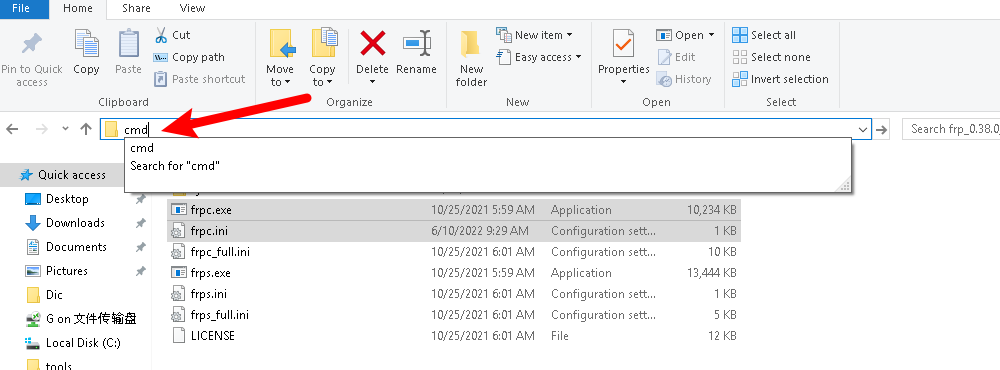 File Home Share View
Pin to Quick access
Copy
Paste
Cut
Copy path
Paste shortcut
Clipboard
Move to
Copy to
Delete
Rename
Organize
New folder
New item
Easy access
New
Properties
Open
Edit
History
Open
Select all
Select none
Invert selection
Select
cmd
Search frp_0.38.0_
cmd
Search for "cmd"
Quick access
Desktop
Downloads
Documents
Pictures
Dic
G on 文件传输盘
Local Disk (C:)
tools
frpc.exe 10/25/2021 5:59 AM Application 10,234 KB
frpc.ini 6/10/2022 9:29 AM Configuration sett... 1 KB
frpc_full.ini 10/25/2021 6:01 AM Configuration sett... 10 KB
frps.exe 10/25/2021 5:59 AM Application 13,444 KB
frps.ini 10/25/2021 6:01 AM Configuration sett... 1 KB
frps_full.ini 10/25/2021 6:01 AM Configuration sett... 5 KB
LICENSE 10/25/2021 6:01 AM File 12 KB